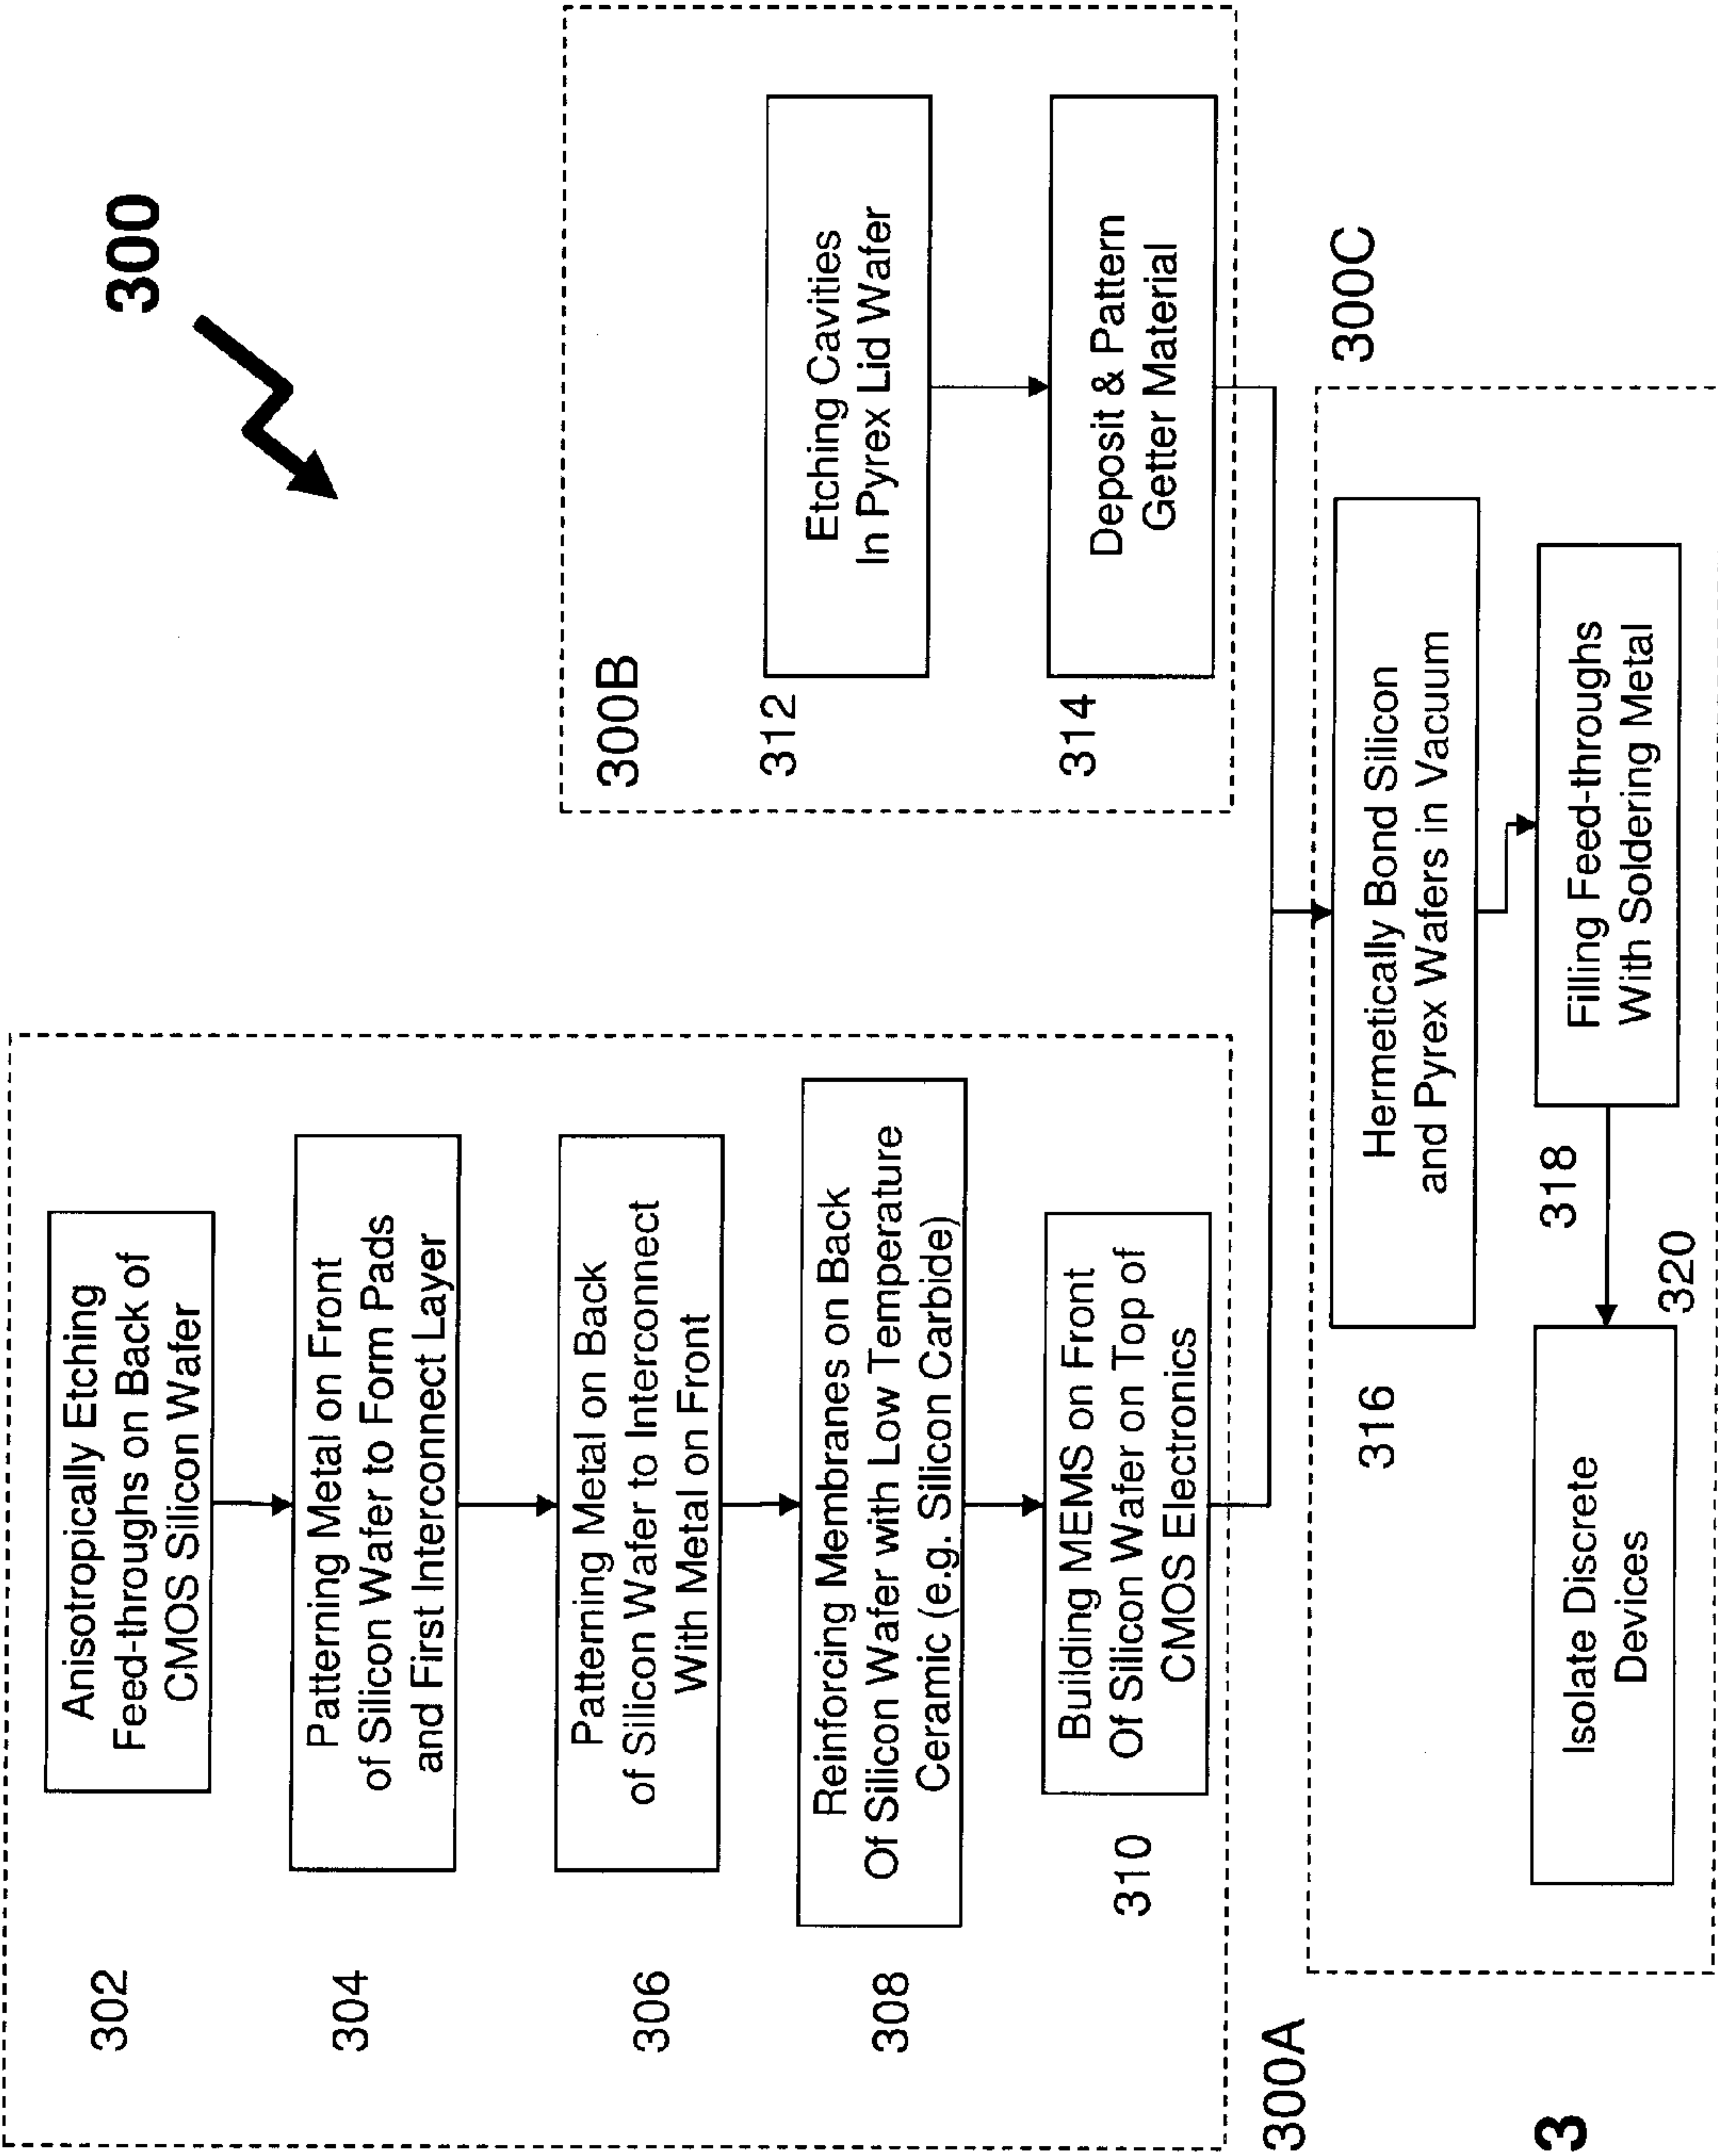 300
302
Anisotropically Etching
Feed-throughs on Back of
CMOS Silicon Wafer
304
Patterning Metal on Front
of Silicon Wafer to Form Pads
and First Interconnect Layer
306
Patterning Metal on Back
of Silicon Wafer to Interconnect
With Metal on Front
308
Reinforcing Membranes on Back
Of Silicon Wafer with Low Temperature
Ceramic (e.g. Silicon Carbide)
310
Building MEMS on Front
Of Silicon Wafer on Top of
CMOS Electronics
300A
300B
312
Etching Cavities
In Pyrex Lid Wafer
314
Deposit & Pattern
Getter Material
300C
316
Hermetically Bond Silicon
and Pyrex Wafers in Vacuum
318
Filling Feed-throughs
With Soldering Metal
320
Isolate Discrete
Devices
3